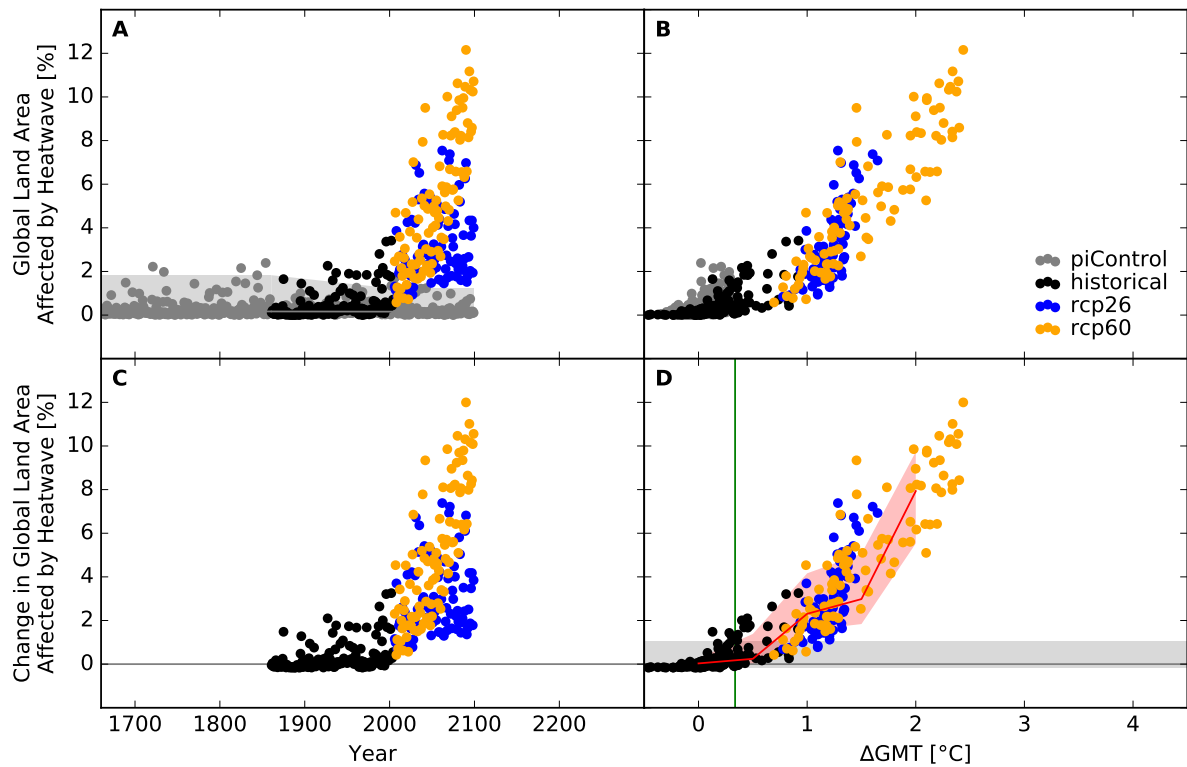 A
B
Global Land Area
Affected by Heatwave [%]
12
10
8
6
4
2
0
piControl
historical
rcp26
rcp60
C
D
Change in Global Land Area
Affected by Heatwave [%]
12
10
8
6
4
2
0
1700 1800 1900 2000 2100 2200
0 1 2 3 4
Year
ΔGMT [°C]